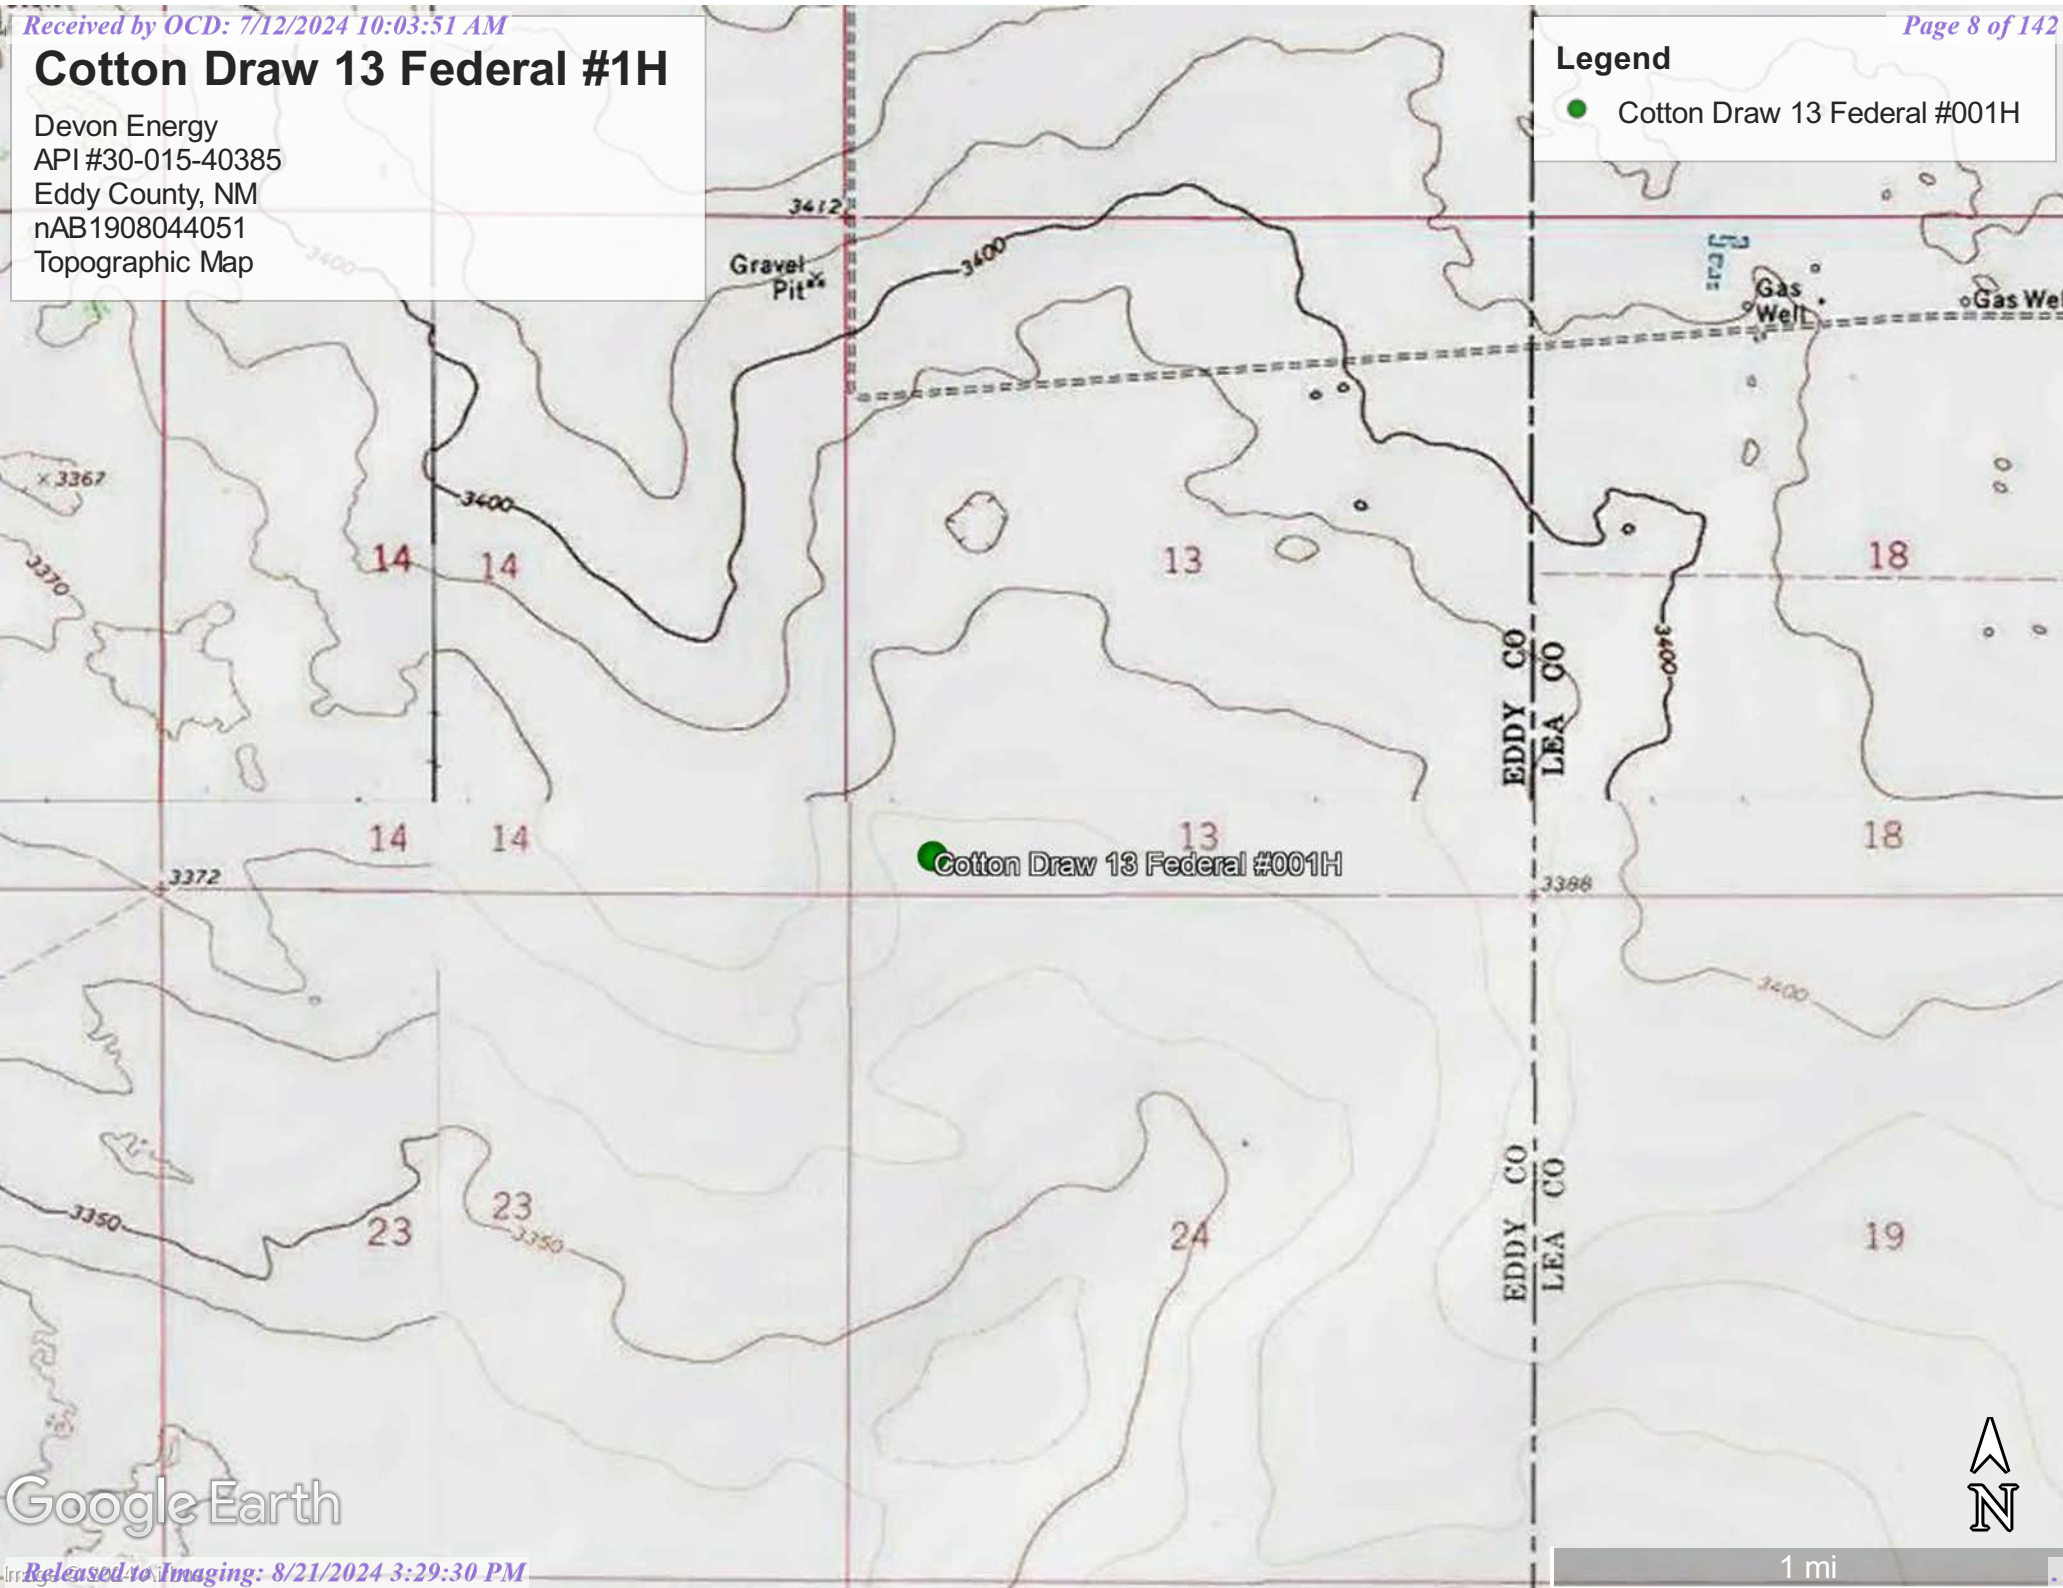 Received by OCD: 7/12/2024 10:03:51 AM
Page 8 of 142
Cotton Draw 13 Federal #1H
Devon Energy
API #30-015-40385
Eddy County, NM
nAB1908044051
Topographic Map
Legend
Cotton Draw 13 Federal #001H
3412
3400
3400
Gravel
Pit
Gas
Well
Gas Wel
3367
3400
3370
14
14
13
18
3400
EDDY CO
LEA CO
14
14
13
18
Cotton Draw 13 Federal #001H
3372
3388
3400
EDDY CO
LEA CO
3350
23
23
3350
24
19
Google Earth
N
1 mi
Released to Imaging: 8/21/2024 3:29:30 PM